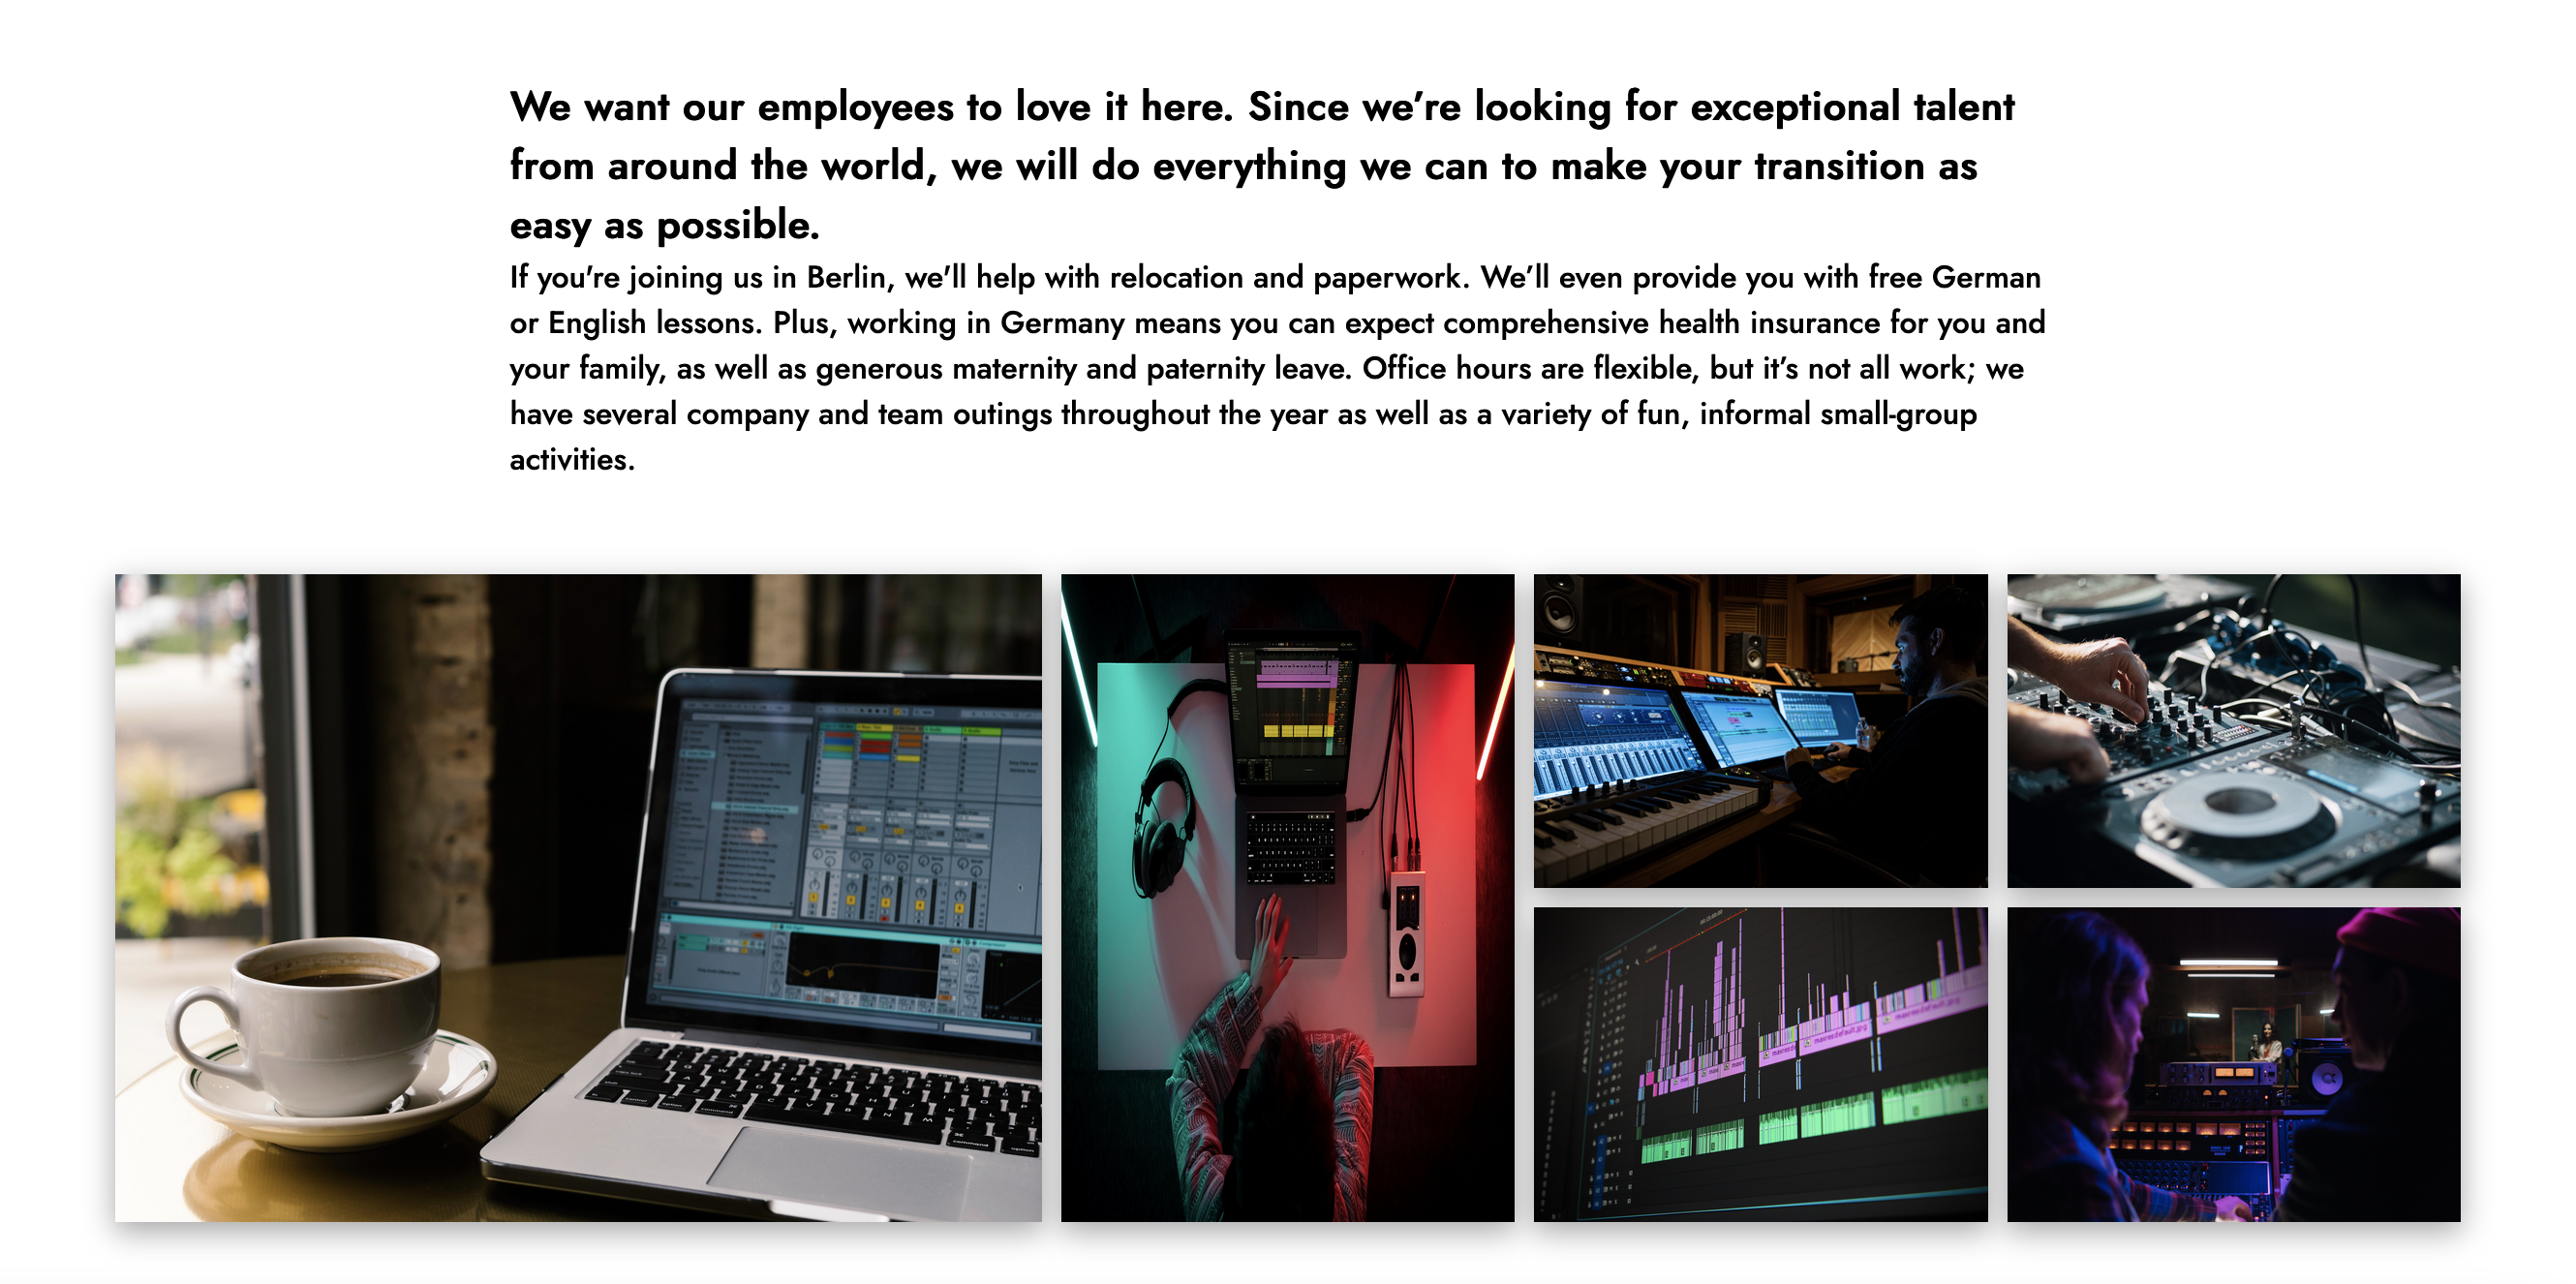 We want our employees to love it here. Since we’re looking for exceptional talent
from around the world, we will do everything we can to make your transition as
easy as possible.
If you're joining us in Berlin, we'll help with relocation and paperwork. We’ll even provide you with free German
or English lessons. Plus, working in Germany means you can expect comprehensive health insurance for you and
your family, as well as generous maternity and paternity leave. Office hours are flexible, but it’s not all work; we
have several company and team outings throughout the year as well as a variety of fun, informal small-group
activities.